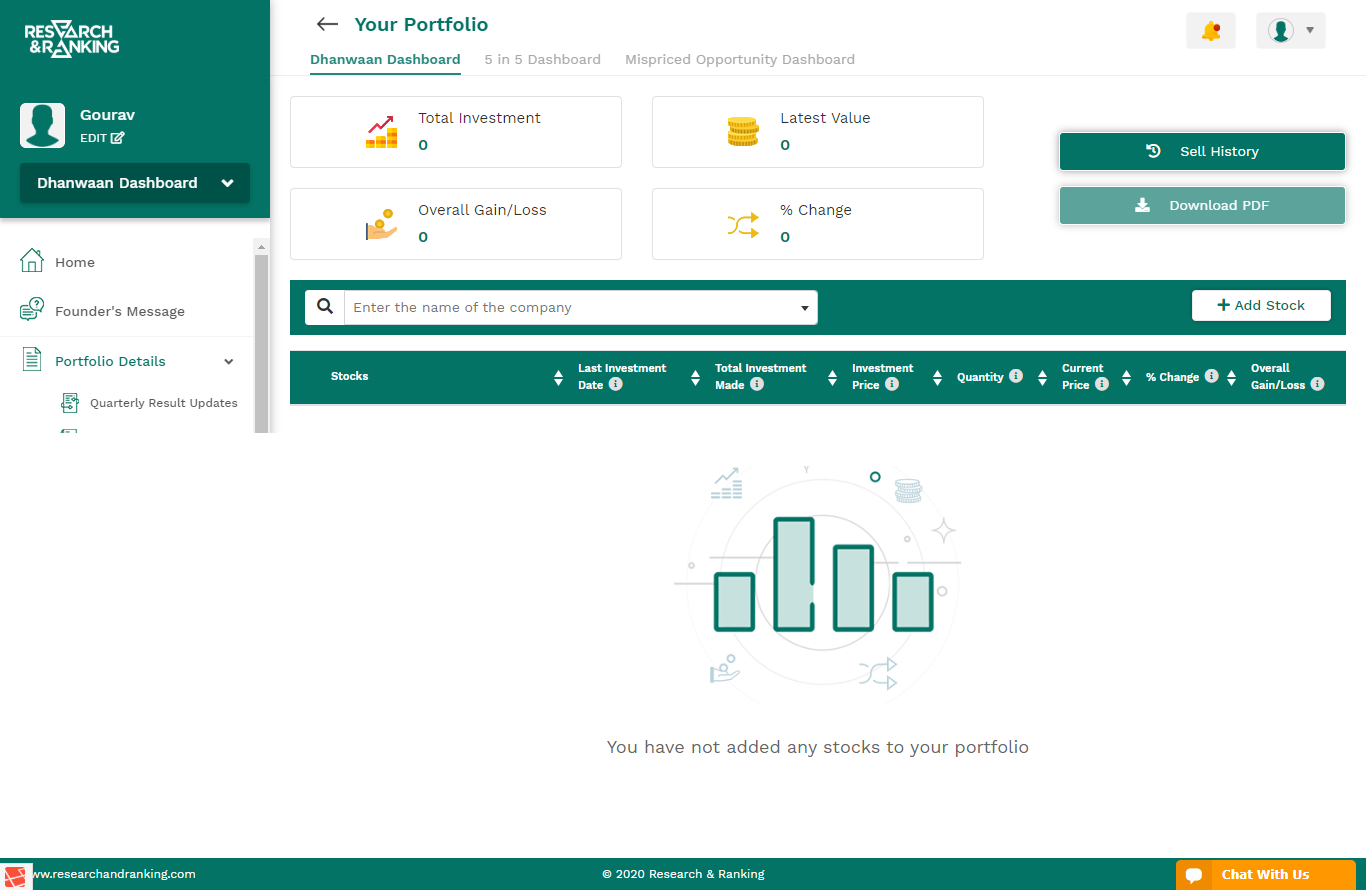 RESEARCH
&RANKING
Gourav
EDIT
Dhanwaan Dashboard
Home
Founder's Message
Portfolio Details
Quarterly Result Updates
Your Portfolio
Dhanwaan Dashboard 5 in 5 Dashboard Mispriced Opportunity Dashboard
Total Investment
0
Latest Value
0
Overall Gain/Loss
0
% Change
0
Sell History
Download PDF
Enter the name of the company
+ Add Stock
Stocks
Last Investment
Date
Total Investment
Made
Investment
Price
Quantity
Current
Price
% Change
Overall
Gain/Loss
You have not added any stocks to your portfolio
ww.researchandranking.com
© 2020 Research & Ranking
Chat With Us